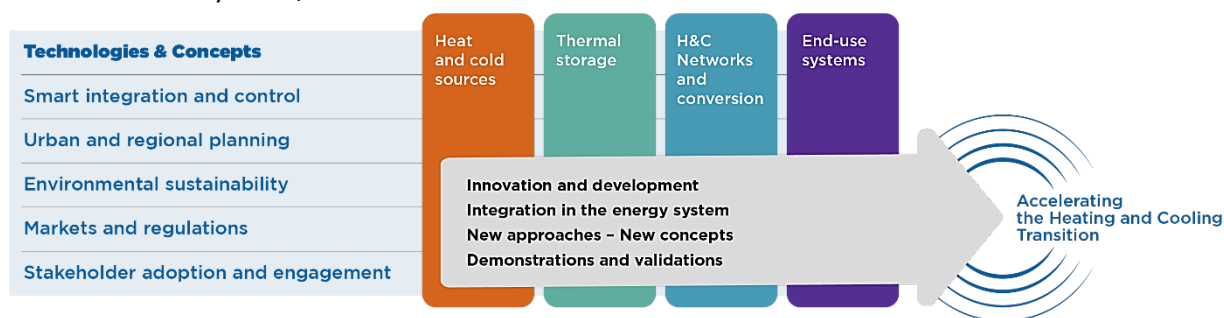 Technologies & Concepts
Smart integration and control
Urban and regional planning
Environmental sustainability
Markets and regulations
Stakeholder adoption and engagement
Heat
and cold
sources
Thermal
storage
H&C
Networks
and
conversion
End-use
systems
Innovation and development
Integration in the energy system
New approaches – New concepts
Demonstrations and validations
Accelerating
the Heating and Cooling
Transition